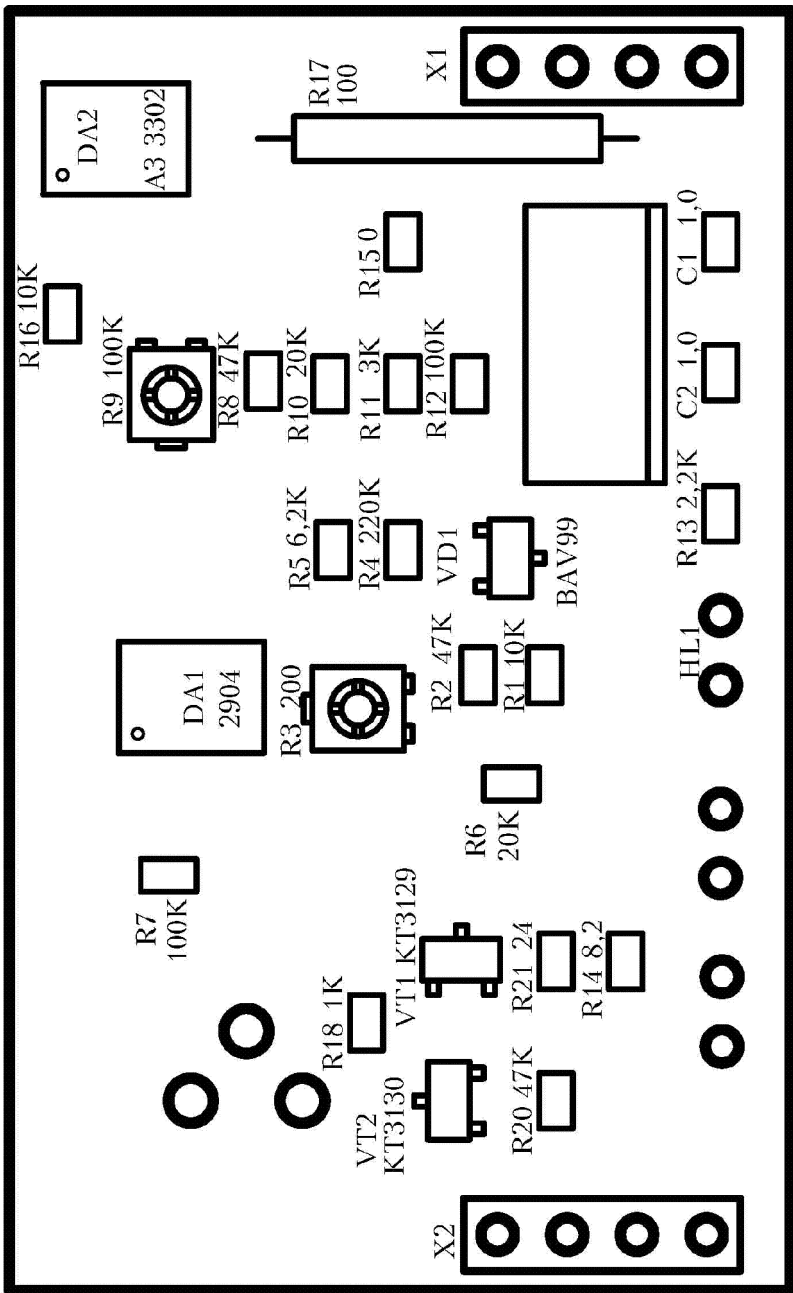 X1
R17
100
DA2
A3 3302
R15 0
C1 1,0
R16 10K
R9 100K
R8 47K
R10 20K
R11 3K
R12 100K
C2 1,0
R5 6,2K
R4 220K
VD1
BAV99
R13 2,2K
DA1
2904
R3 200
R2 47K
R1 10K
HL1
R6
20K
R7
100K
VT1 KT3129
R21 24
R14 8,2
R18 1K
VT2
KT3130
R20 47K
X2